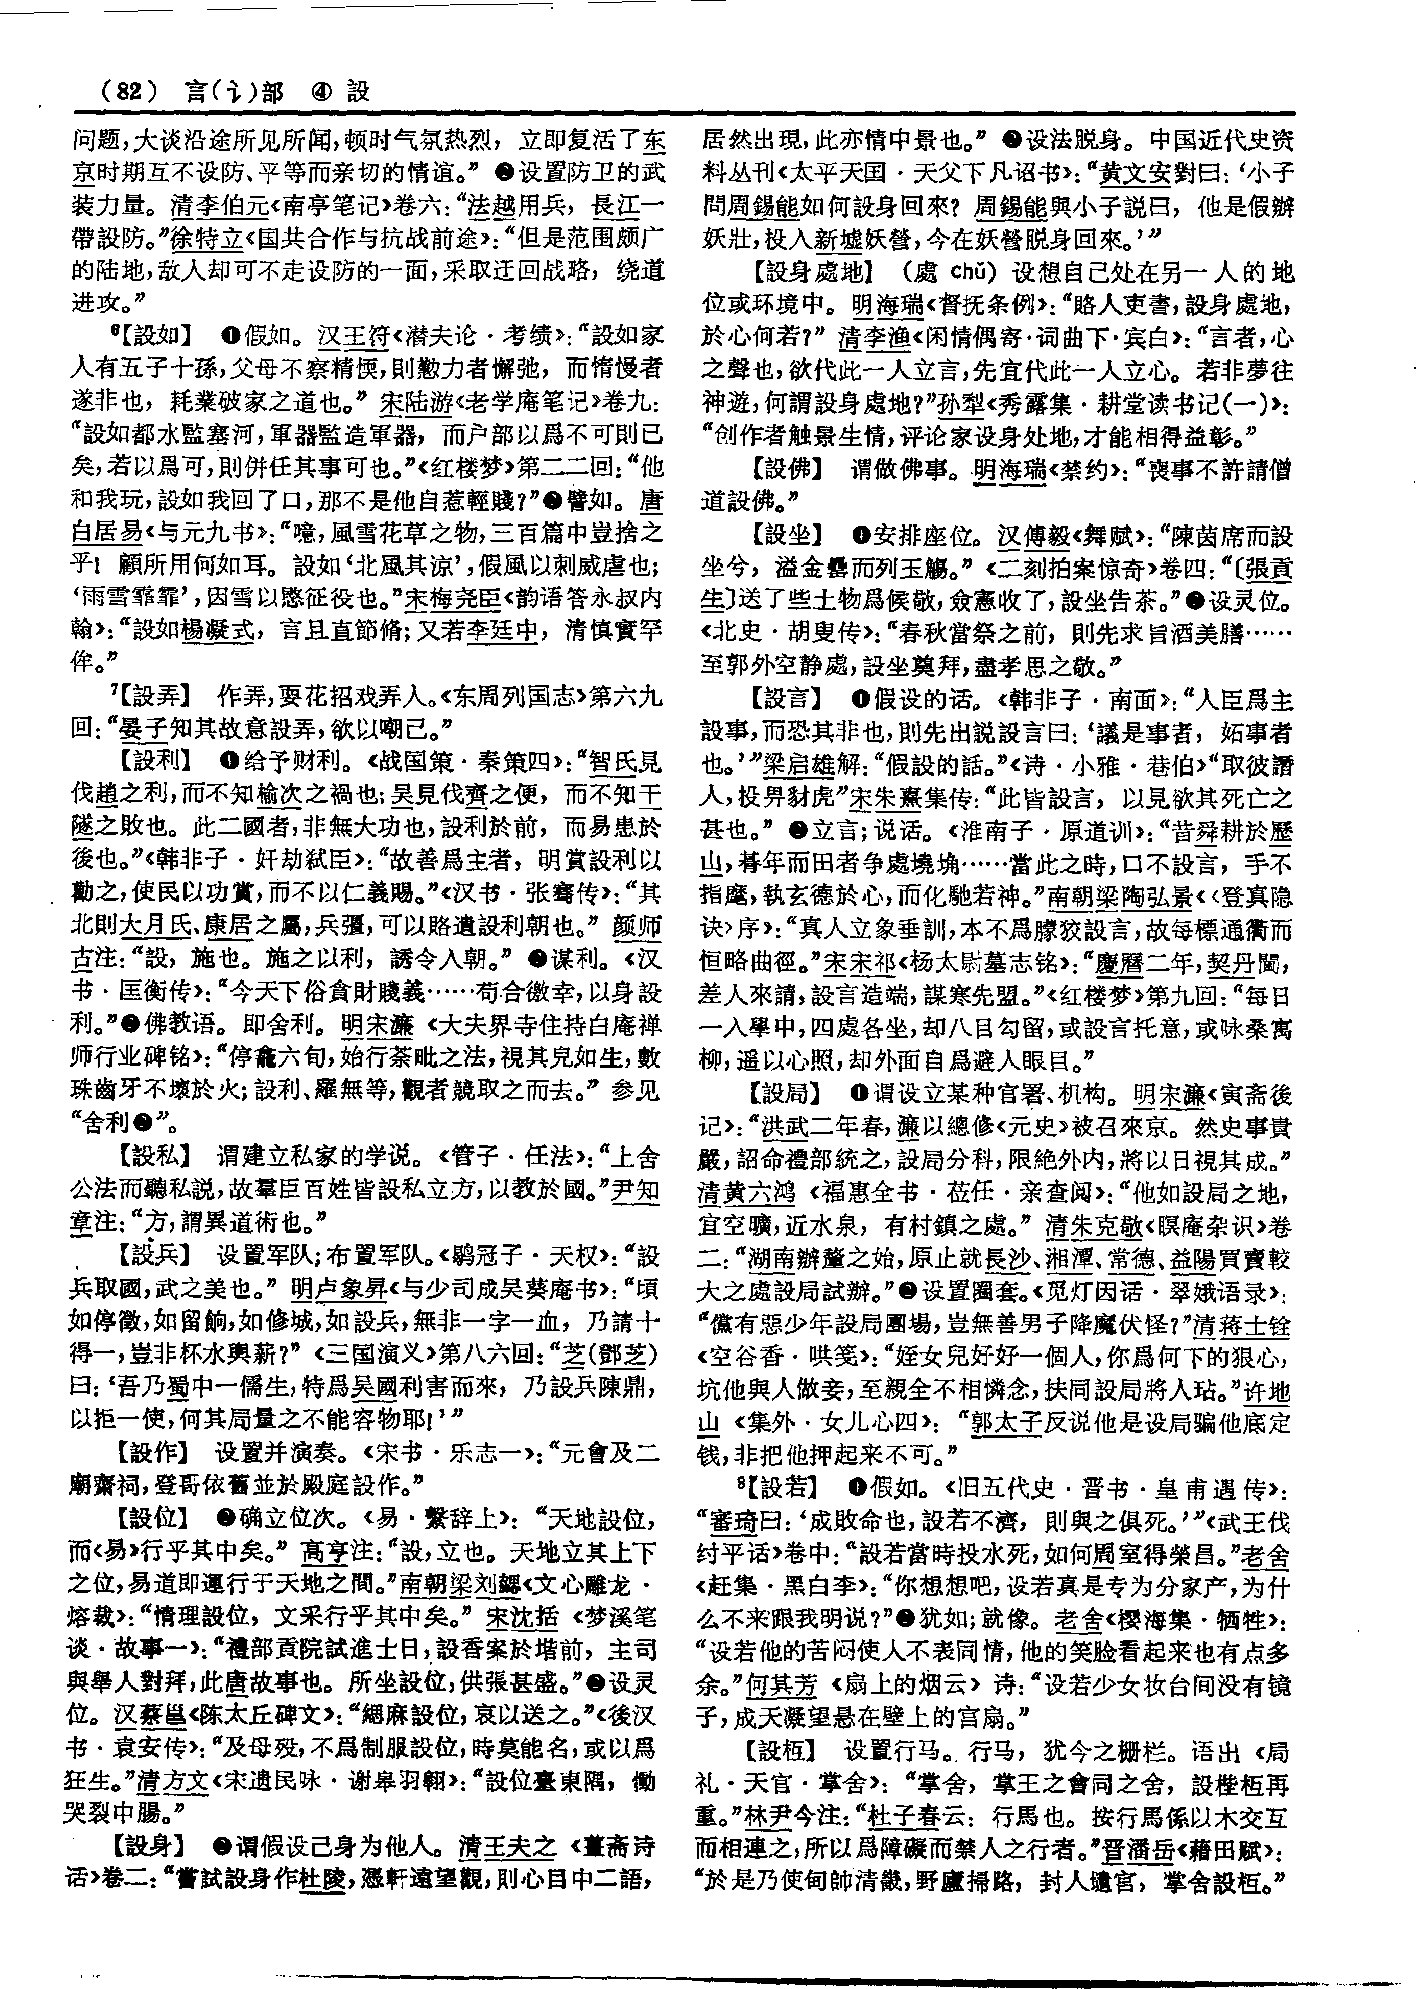 (82) 言(讠)部 ④ 設
问题,大谈沿途所见所闻,顿时气氛热烈, 立即复活了东
京时期互不设防、平等而亲切的情谊。” ❷设置防卫的武
装力量。 清李伯元《南亭笔记》卷六:“法越用兵, 長江一
帶設防。”徐特立《国共合作与抗战前途》:“但是范围颇广
的陆地,敌人却可不走设防的一面,采取迂回战略, 绕道
进攻。”
⁶【設如】 ❶假如。 汉王符《潜夫论·考绩》:“設如家
人有五子十孫,父母不察精愞,則懃力者懈弛, 而惰慢者
遂非也, 耗業破家之道也。” 宋陆游《老学庵笔记》卷九:
“設如都水監塞河,軍器監造軍器, 而户部以爲不可則已
矣,若以爲可,則併任其事可也。”《红楼梦》第二二回:“他
和我玩,設如我回了口,那不是他自惹輕賤?”❷譬如。 唐
白居易《与元九书》:“噫,風雪花草之物,三百篇中豈捨之
乎! 顧所用何如耳。 設如‘北風其涼’,假風以刺威虐也;
‘雨雪霏霏’,因雪以愍征役也。”宋梅尧臣《韵语答永叔内
翰》:“設如楊凝式, 言且直節脩;又若李廷中, 清慎實罕
侔。”
⁷【設弄】 作弄,耍花招戏弄人。《东周列国志》第六九
回:“晏子知其故意設弄,欲以嘲己。”
【設利】 ❶给予财利。《战国策·秦策四》:“智氏見
伐趙之利,而不知榆次之禍也;吴見伐齊之便, 而不知干
隧之敗也。 此二國者,非無大功也,設利於前, 而易患於
後也。”《韩非子·奸劫弑臣》:“故善爲主者, 明賞設利以
勸之,使民以功賞,而不以仁義賜。”《汉书·张骞传》:“其
北則大月氏、康居之屬,兵彊,可以賂遺設利朝也。” 颜师
古注:“設, 施也。 施之以利, 誘令入朝。” ❷谋利。《汉
书·匡衡传》:“今天下俗貪財賤義……苟合徼幸,以身設
利。”❸佛教语。 即舍利。 明宋濂《大夫界寺住持白庵禅
师行业碑铭》:“停龕六旬,始行荼毗之法,視其皃如生,數
珠齒牙不壞於火;設利、羅無等,觀者競取之而去。” 参见
“舍利❷”。
【設私】 谓建立私家的学说。《管子·任法》:“上舍
公法而聽私説,故羣臣百姓皆設私立方,以教於國。”尹知
章注:“方,謂異道術也。”
【設兵】 设置军队;布置军队。《鹖冠子·天权》:“設
兵取國,武之美也。” 明卢象昇《与少司成吴葵庵书》:“頃
如停徵,如留餉,如修城,如設兵,無非一字一血, 乃請十
得一,豈非杯水輿薪?”《三国演义》第八六回:“芝(鄧芝)
曰:‘吾乃蜀中一儒生,特爲吴國利害而來, 乃設兵陳鼎,
以拒一使,何其局量之不能容物耶!’”
【設作】 设置并演奏。《宋书·乐志一》:“元會及二
廟齋祠,登哥依舊並於殿庭設作。”
【設位】 ❶确立位次。《易·繫辞上》: “天地設位,
而《易》行乎其中矣。” 高亨注:“設,立也。天地立其上下
之位,易道即運行于天地之間。”南朝梁刘勰《文心雕龙·
熔裁》:“情理設位, 文采行乎其中矣。” 宋沈括《梦溪笔
谈·故事一》:“禮部貢院試進士日,設香案於堦前, 主司
與舉人對拜,此唐故事也。 所坐設位,供張甚盛。”❷设灵
位。 汉蔡邕《陈太丘碑文》:“緦麻設位,哀以送之。”《後汉
书·袁安传》:“及母殁,不爲制服設位,時莫能名,或以爲
狂生。”清方文《宋遗民咏·谢皋羽翱》:“設位臺東隅, 慟
哭裂中腸。”
【設身】 ❶谓假设己身为他人。 清王夫之《薑斋诗
话》卷二:“嘗試設身作杜陵,憑軒遠望觀,則心目中二語,
居然出現,此亦情中景也。” ❷设法脱身。 中国近代史资
料丛刊《太平天囯·天父下凡诏书》:“黄文安對曰:‘小子
問周錫能如何設身回來? 周錫能與小子説曰, 他是假辦
妖壯,投入新墟妖營,今在妖營脱身回來。’”
【設身處地】 (處 chǔ) 设想自己处在另一人的地
位或环境中。 明海瑞《督抚条例》:“賂人吏書,設身處地,
於心何若?” 清李渔《闲情偶寄·词曲下·宾白》:“言者,心
之聲也,欲代此一人立言,先宜代此一人立心。 若非夢往
神遊,何謂設身處地?”孙犁《秀露集·耕堂读书记(一)》:
“创作者触景生情,评论家设身处地,才能相得益彰。”
【設佛】 谓做佛事。 明海瑞《禁约》:“喪事不許請僧
道設佛。”
【設坐】 ❶安排座位。 汉傅毅《舞赋》:“陳茵席而設
坐兮, 溢金罍而列玉觴。”《二刻拍案惊奇》卷四:“〔張貢
生〕送了些土物爲候敬,僉憲收了,設坐告茶。”❷设灵位。
《北史·胡叟传》:“春秋當祭之前, 則先求旨酒美膳……
至郭外空静處,設坐奠拜,盡孝思之敬。”
【設言】 ❶假设的话。《韩非子·南面》:“人臣爲主
設事,而恐其非也,則先出説設言曰:‘議是事者, 妬事者
也。’”梁启雄解:“假設的話。”《诗·小雅·巷伯》“取彼譖
人,投畀豺虎”宋朱熹集传:“此皆設言, 以見欲其死亡之
甚也。” ❷立言;说话。《淮南子·原道训》:“昔舜耕於歷
山,朞年而田者争處墝埆……當此之時,口不設言, 手不
指麾,執玄德於心,而化馳若神。”南朝梁陶弘景《〈登真隐
诀〉序》:“真人立象垂訓,本不爲朦狡設言,故每標通衢而
恒略曲徑。”宋宋祁《杨太尉墓志铭》:“慶曆二年,契丹閧,
差人來請,設言造端,謀寒先盟。”《红楼梦》第九回:“每日
一入學中,四處各坐,却八目勾留,或設言托意,或咏桑寓
柳,遥以心照,却外面自爲避人眼目。”
【設局】 ❶谓设立某种官署、机构。 明宋濂《寅斋後
记》:“洪武二年春,濂以總修《元史》被召來京。 然史事貴
嚴,詔命禮部統之,設局分科,限絶外内,將以日視其成。”
清黄六鸿《福惠全书·莅任·亲查阅》:“他如設局之地,
宜空曠,近水泉, 有村鎮之處。” 清朱克敬《暝庵杂识》卷
二:“湖南辦釐之始,原止就長沙、湘潭、常德、益陽買賣較
大之處設局試辦。”❷设置圈套。《觅灯因话·翠娥语录》:
“儻有惡少年設局團場,豈無善男子降魔伏怪?”清蒋士铨
《空谷香·哄笺》:“姪女兒好好一個人,你爲何下的狠心,
坑他與人做妾,至親全不相憐念,扶同設局將人玷。”许地
山《集外·女儿心四》: “郭太子反说他是设局骗他底定
钱,非把他押起来不可。”
⁸【設若】 ❶假如。《旧五代史·晋书·皇甫遇传》:
“審琦曰:‘成敗命也,設若不濟, 則與之俱死。’”《武王伐
纣平话》卷中:“設若當時投水死,如何周室得榮昌。”老舍
《赶集·黑白李》:“你想想吧,设若真是专为分家产,为什
么不来跟我明说?”❷犹如;就像。 老舍《樱海集·牺牲》:
“设若他的苦闷使人不表同情,他的笑脸看起来也有点多
余。”何其芳《扇上的烟云》诗:“设若少女妆台间没有镜
子,成天凝望悬在壁上的宫扇。”
【設枑】 设置行马。 行马, 犹今之栅栏。 语出《周
礼·天官·掌舍》: “掌舍, 掌王之會同之舍, 設梐枑再
重。”林尹今注:“杜子春云: 行馬也。 按行馬係以木交互
而相連之,所以爲障礙而禁人之行者。”晋潘岳《藉田赋》:
“於是乃使甸帥清畿,野廬掃路, 封人壝宫, 掌舍設枑。”